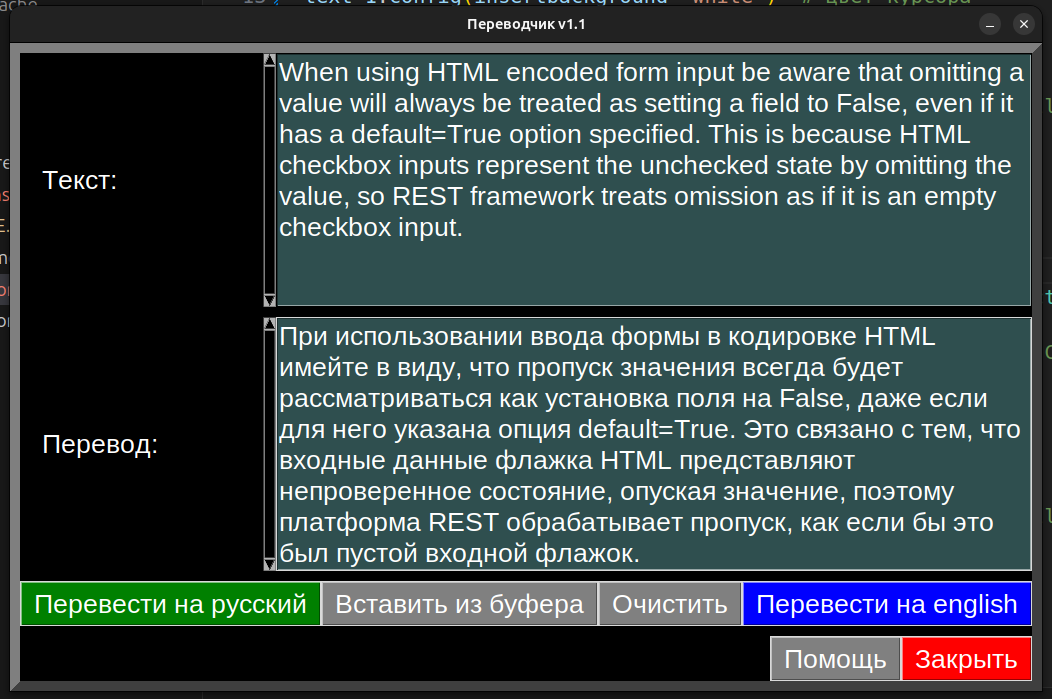 Переводчик v1.1
Текст:
When using HTML encoded form input be aware that omitting a
value will always be treated as setting a field to False, even if it
has a default=True option specified. This is because HTML
checkbox inputs represent the unchecked state by omitting the
value, so REST framework treats omission as if it is an empty
checkbox input.
Перевод:
При использовании ввода формы в кодировке HTML
имейте в виду, что пропуск значения всегда будет
рассматриваться как установка поля на False, даже если
для него указана опция default=True. Это связано с тем, что
входные данные флажка HTML представляют
непроверенное состояние, опуская значение, поэтому
платформа REST обрабатывает пропуск, как если бы это
был пустой входной флажок.
Перевести на русский Вставить из буфера Очистить Перевести на english
Помощь Закрыть